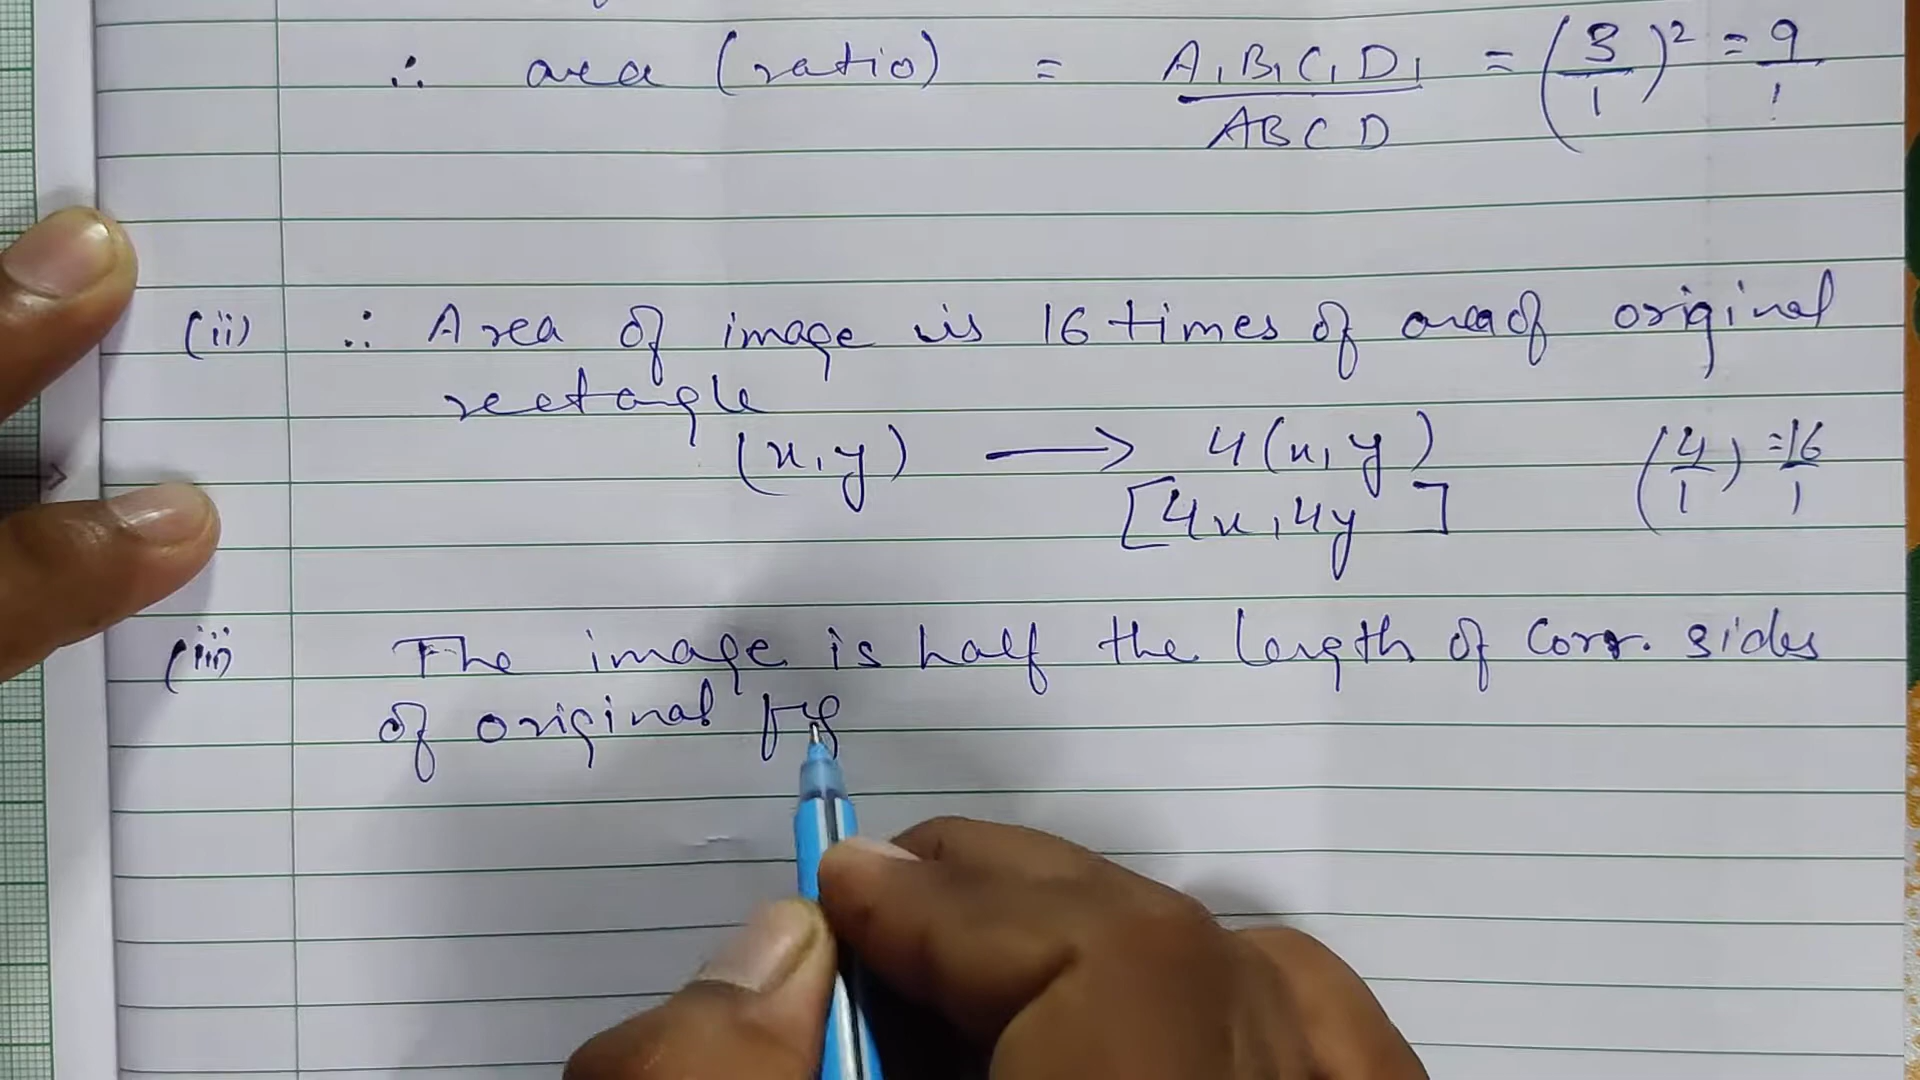 ∴ area (ratio) = A₁B₁C₁D₁/ABCD = (3/1)² = 9/1
(ii) ∴ Area of image is 16 times of area of original
rectangle
(x,y) ⟶ 4(x,y) (4/1) = 16/1
[4x,4y]
(iii) The image is half the length of corr. sides
of original fig